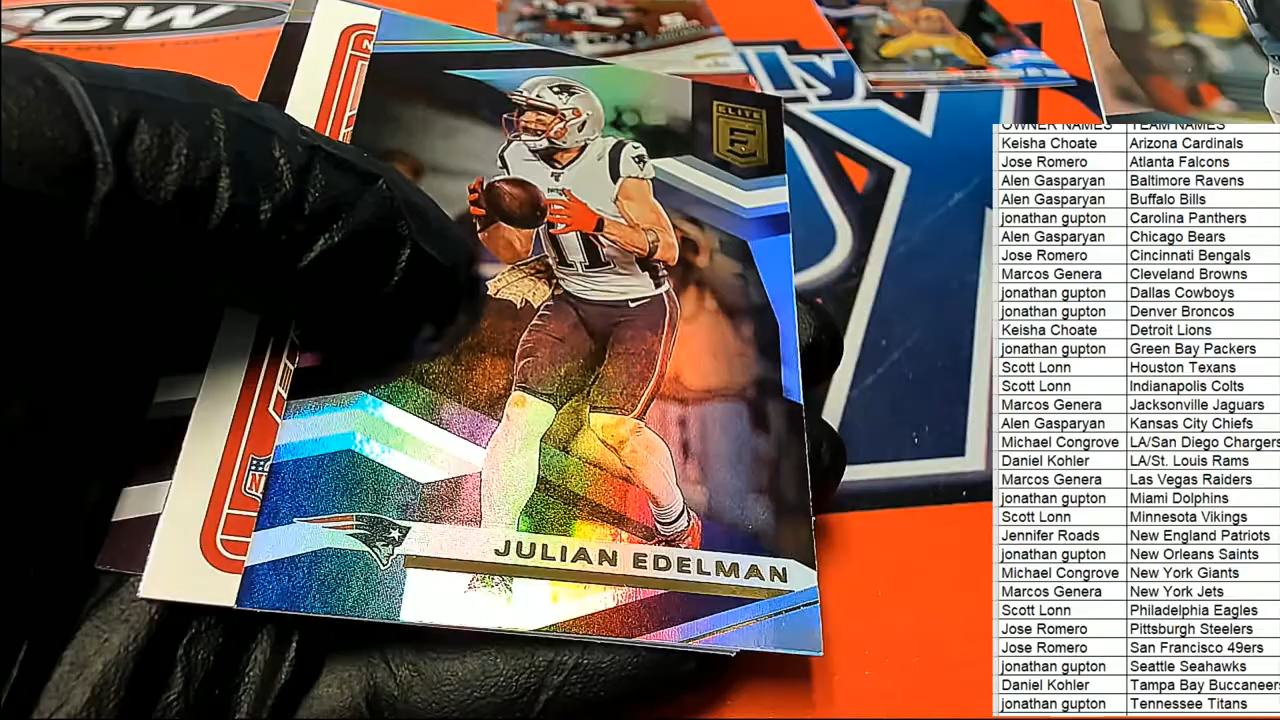 CW
ly
ELITE
E
11
JULIAN EDELMAN
OWNER NAMES TEAM NAMES
Keisha Choate Arizona Cardinals
Jose Romero Atlanta Falcons
Alen Gasparyan Baltimore Ravens
Alen Gasparyan Buffalo Bills
jonathan gupton Carolina Panthers
Alen Gasparyan Chicago Bears
Jose Romero Cincinnati Bengals
Marcos Genera Cleveland Browns
jonathan gupton Dallas Cowboys
jonathan gupton Denver Broncos
Keisha Choate Detroit Lions
jonathan gupton Green Bay Packers
Scott Lonn Houston Texans
Scott Lonn Indianapolis Colts
Marcos Genera Jacksonville Jaguars
Alen Gasparyan Kansas City Chiefs
Michael Congrove LA/San Diego Chargers
Daniel Kohler LA/St. Louis Rams
Marcos Genera Las Vegas Raiders
jonathan gupton Miami Dolphins
Scott Lonn Minnesota Vikings
Jennifer Roads New England Patriots
jonathan gupton New Orleans Saints
Michael Congrove New York Giants
Marcos Genera New York Jets
Scott Lonn Philadelphia Eagles
Jose Romero Pittsburgh Steelers
Jose Romero San Francisco 49ers
jonathan gupton Seattle Seahawks
Daniel Kohler Tampa Bay Buccaneers
jonathan gupton Tennessee Titans